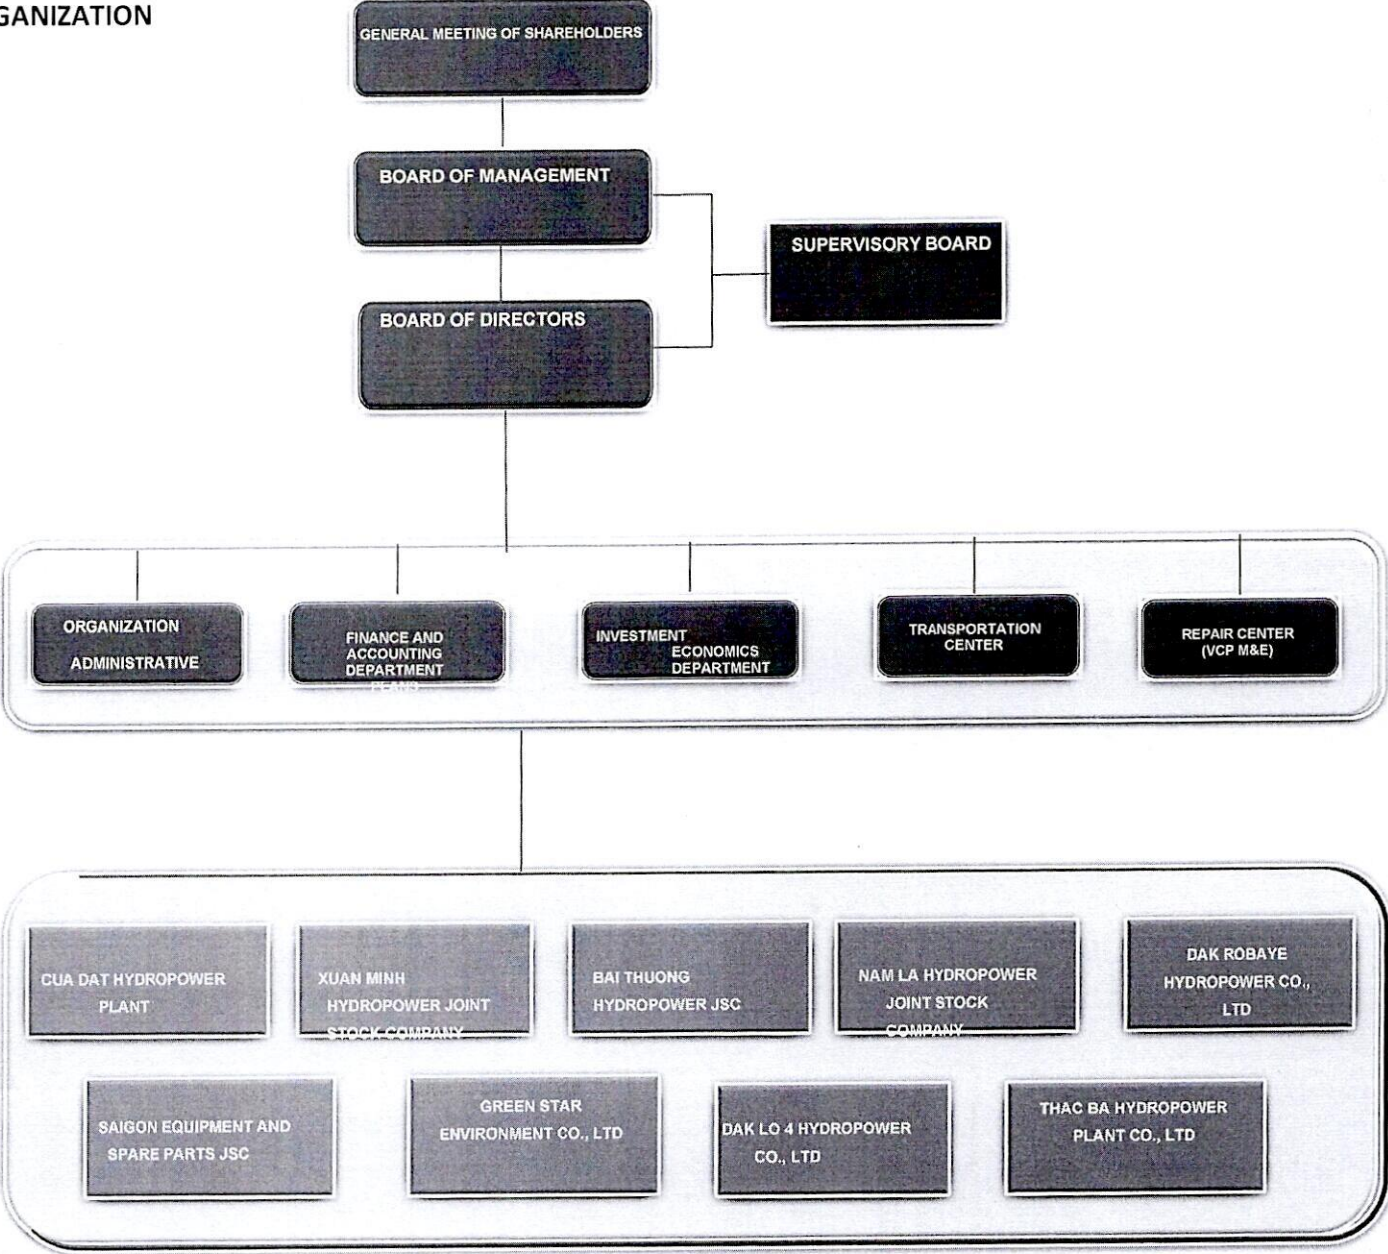 GANIZATION
GENERAL MEETING OF SHAREHOLDERS
BOARD OF MANAGEMENT
SUPERVISORY BOARD
BOARD OF DIRECTORS
ORGANIZATION
ADMINISTRATIVE
FINANCE AND
ACCOUNTING
DEPARTMENT
INVESTMENT
ECONOMICS
DEPARTMENT
TRANSPORTATION
CENTER
REPAIR CENTER
(VCP M&E)
CUA DAT HYDROPOWER
PLANT
XUAN MINH
HYDROPOWER JOINT
STOCK COMPANY
BAI THUONG
HYDROPOWER JSC
NAM LA HYDROPOWER
JOINT STOCK
COMPANY
DAK ROBAYE
HYDROPOWER CO.,
LTD
SAIGON EQUIPMENT AND
SPARE PARTS JSC
GREEN STAR
ENVIRONMENT CO., LTD
DAK LO 4 HYDROPOWER
CO., LTD
THAC BA HYDROPOWER
PLANT CO., LTD